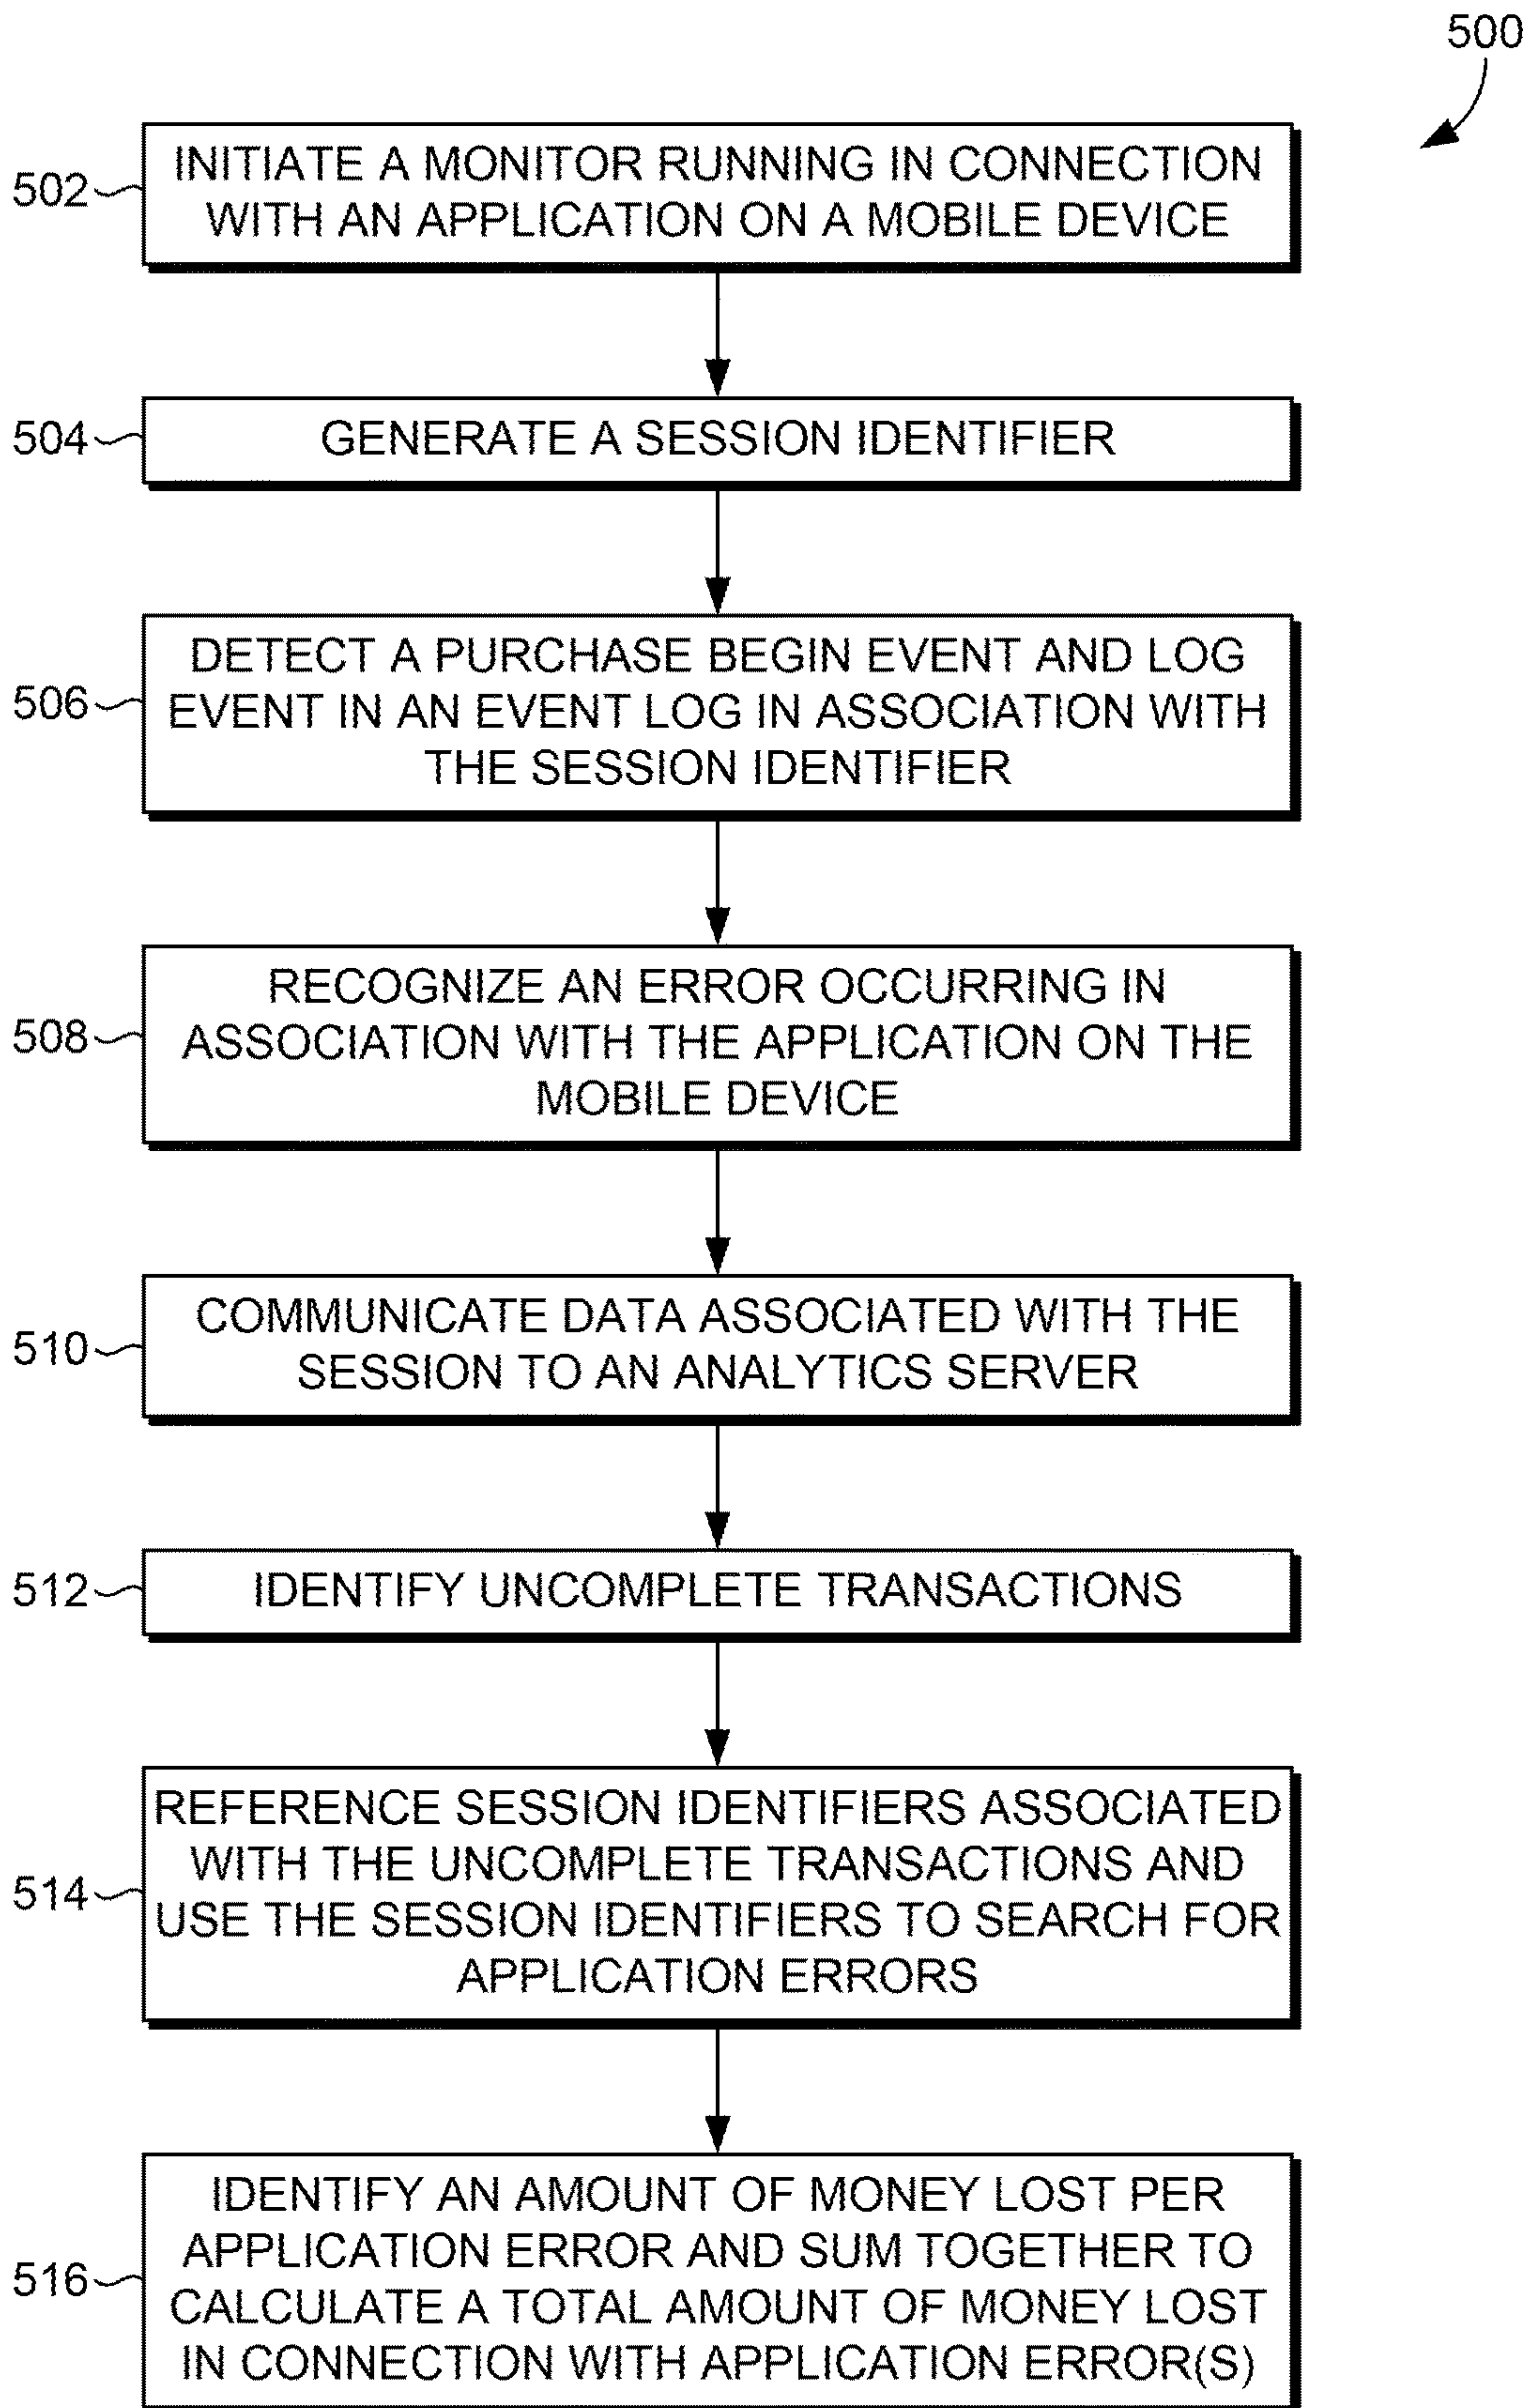 500
502
INITIATE A MONITOR RUNNING IN CONNECTION
WITH AN APPLICATION ON A MOBILE DEVICE
504
GENERATE A SESSION IDENTIFIER
506
DETECT A PURCHASE BEGIN EVENT AND LOG
EVENT IN AN EVENT LOG IN ASSOCIATION WITH
THE SESSION IDENTIFIER
508
RECOGNIZE AN ERROR OCCURRING IN
ASSOCIATION WITH THE APPLICATION ON THE
MOBILE DEVICE
510
COMMUNICATE DATA ASSOCIATED WITH THE
SESSION TO AN ANALYTICS SERVER
512
IDENTIFY UNCOMPLETE TRANSACTIONS
514
REFERENCE SESSION IDENTIFIERS ASSOCIATED
WITH THE UNCOMPLETE TRANSACTIONS AND
USE THE SESSION IDENTIFIERS TO SEARCH FOR
APPLICATION ERRORS
516
IDENTIFY AN AMOUNT OF MONEY LOST PER
APPLICATION ERROR AND SUM TOGETHER TO
CALCULATE A TOTAL AMOUNT OF MONEY LOST
IN CONNECTION WITH APPLICATION ERROR(S)